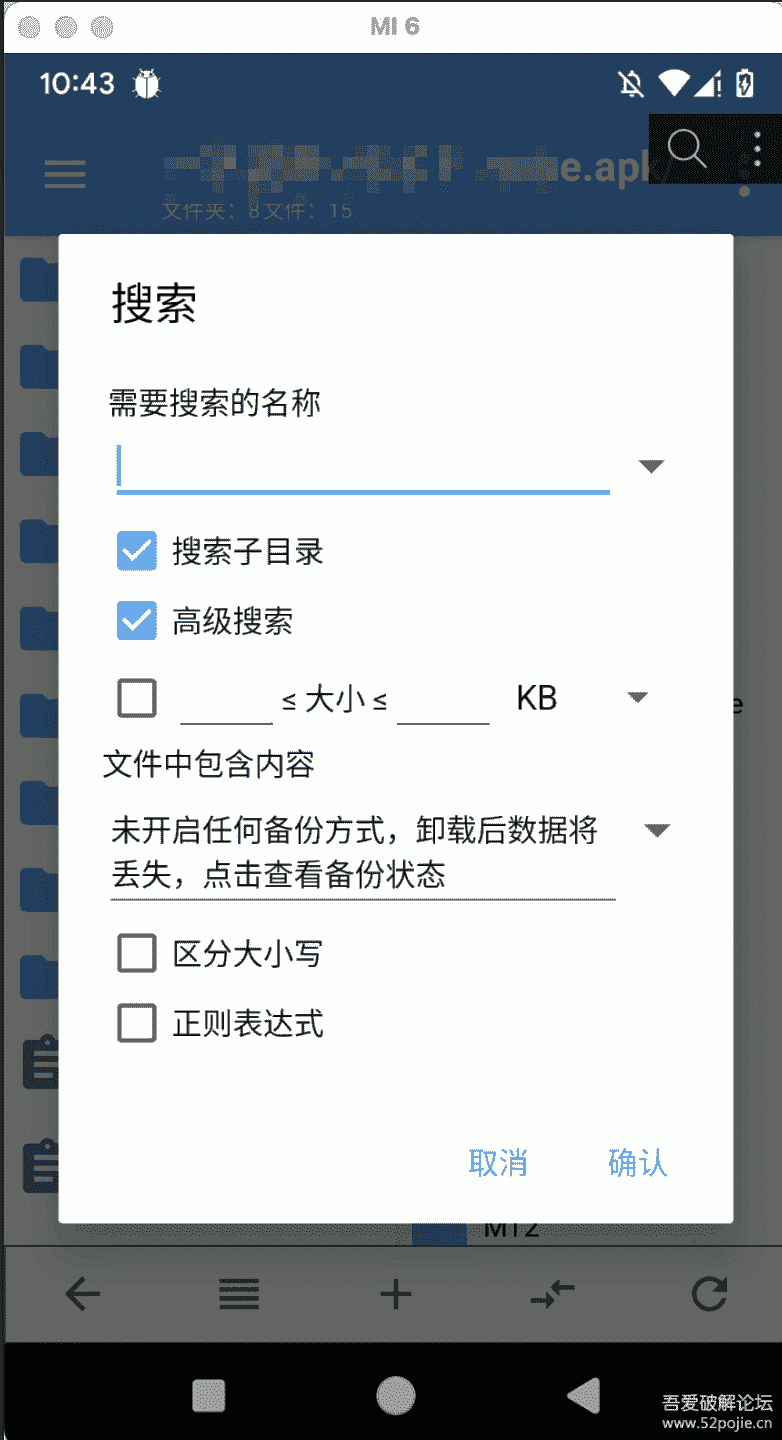 MI 6
10:43
e.apk/
文件夹：8文件：15
搜索
需要搜索的名称
搜索子目录
高级搜索
≤ 大小 ≤ KB
e
文件中包含内容
未开启任何备份方式，卸载后数据将
丢失，点击查看备份状态
区分大小写
正则表达式
取消 确认
MT2
吾爱破解论坛
www.52pojie.cn